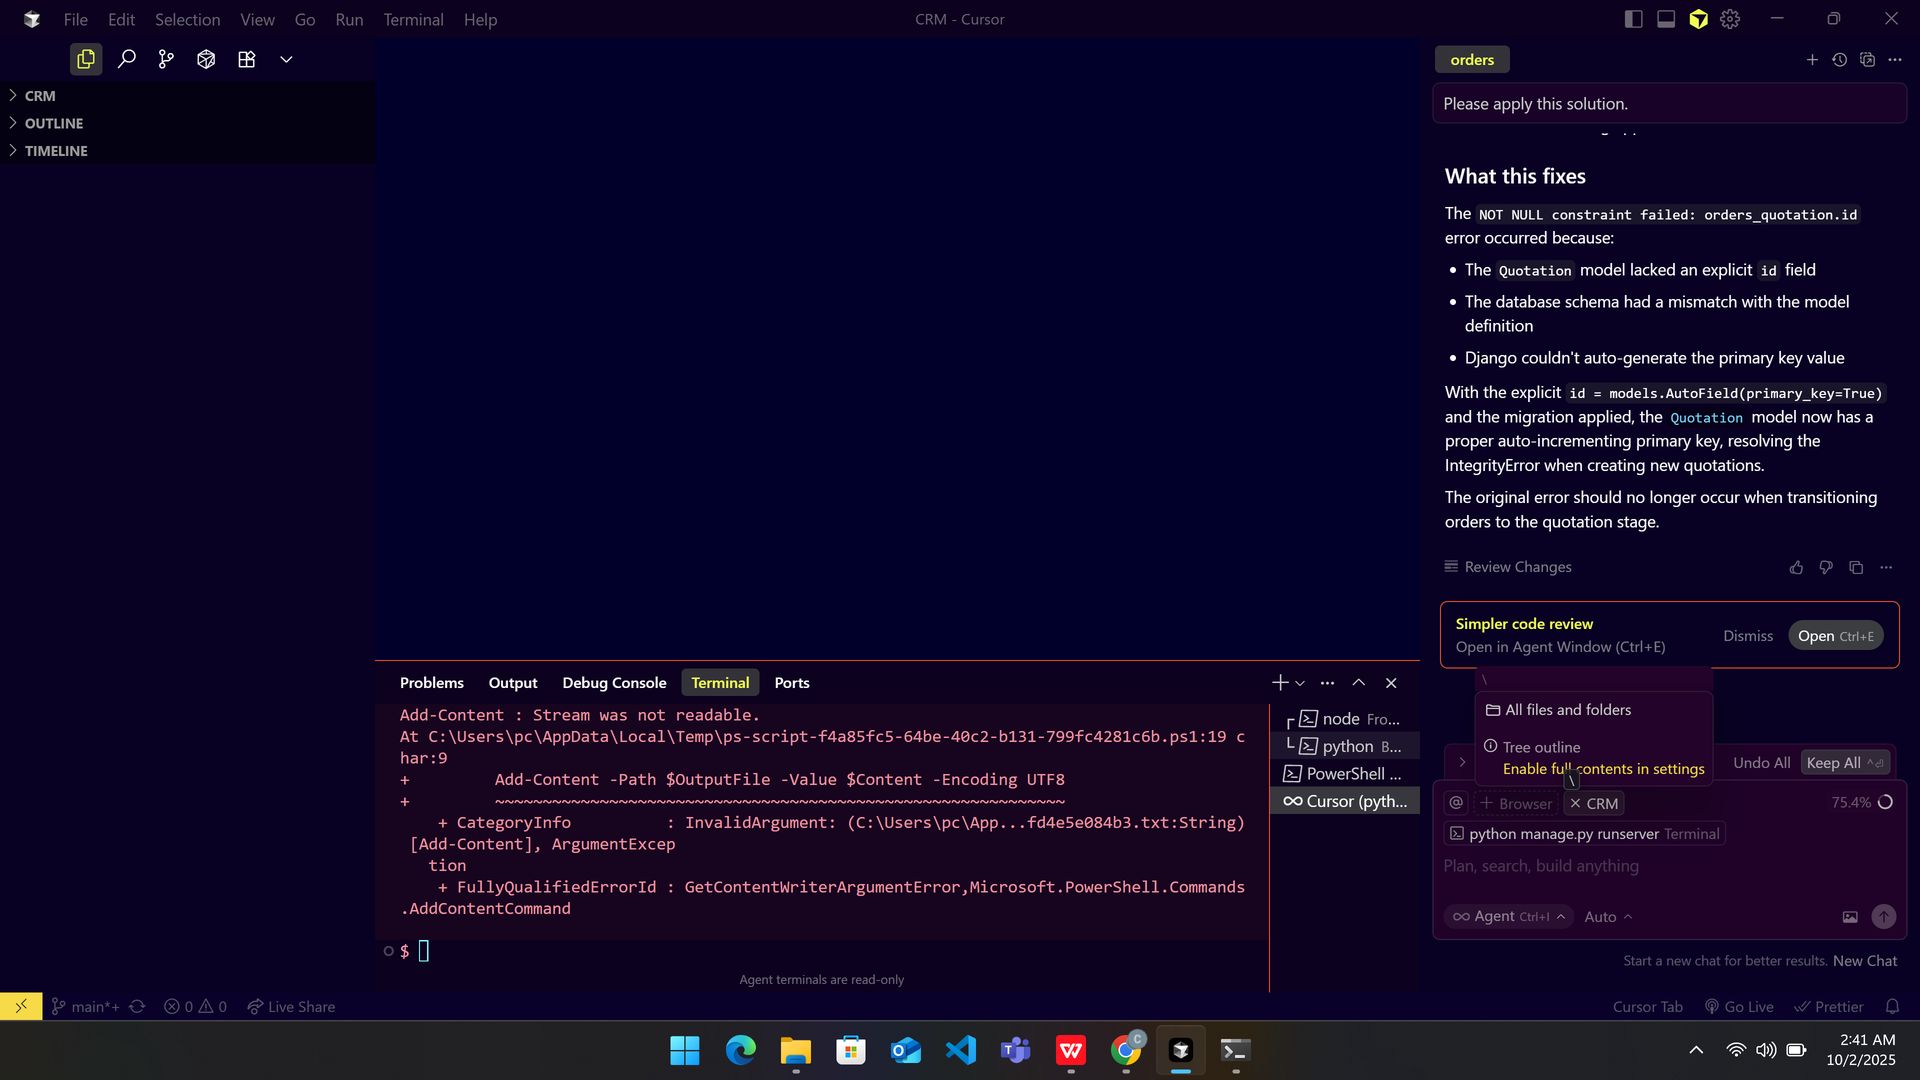 File Edit Selection View Go Run Terminal Help
CRM - Cursor
CRM
OUTLINE
TIMELINE
orders
Please apply this solution.
What this fixes
The NOT NULL constraint failed: orders_quotation.id
error occurred because:
The Quotation model lacked an explicit id field
The database schema had a mismatch with the model
definition
Django couldn't auto-generate the primary key value
With the explicit id = models.AutoField(primary_key=True)
and the migration applied, the Quotation model now has a
proper auto-incrementing primary key, resolving the
IntegrityError when creating new quotations.
The original error should no longer occur when transitioning
orders to the quotation stage.
Review Changes
Simpler code review
Open in Agent Window (Ctrl+E)
Dismiss
Open Ctrl+E
\
All files and folders
Tree outline
Enable full contents in settings
\
Undo All
Keep All
@
+ Browser
× CRM
75.4%
python manage.py runserver Terminal
Plan, search, build anything
Agent Ctrl+I
Auto
Start a new chat for better results. New Chat
Problems Output Debug Console Terminal Ports
Add-Content : Stream was not readable.
At C:\Users\pc\AppData\Local\Temp\ps-script-f4a85fc5-64be-40c2-b131-799fc4281c6b.ps1:19 c
har:9
+         Add-Content -Path $OutputFile -Value $Content -Encoding UTF8
+         ~~~~~~~~~~~~~~~~~~~~~~~~~~~~~~~~~~~~~~~~~~~~~~~~~~~~~~~~~~~~
    + CategoryInfo          : InvalidArgument: (C:\Users\pc\App...fd4e5e084b3.txt:String)
 [Add-Content], ArgumentExcep
   tion
    + FullyQualifiedErrorId : GetContentWriterArgumentError,Microsoft.PowerShell.Commands
.AddContentCommand
$
Agent terminals are read-only
node Fro...
python B...
PowerShell ...
Cursor (pyth...
main*+
0
0
Live Share
Cursor Tab
Go Live
Prettier
C
2:41 AM
10/2/2025